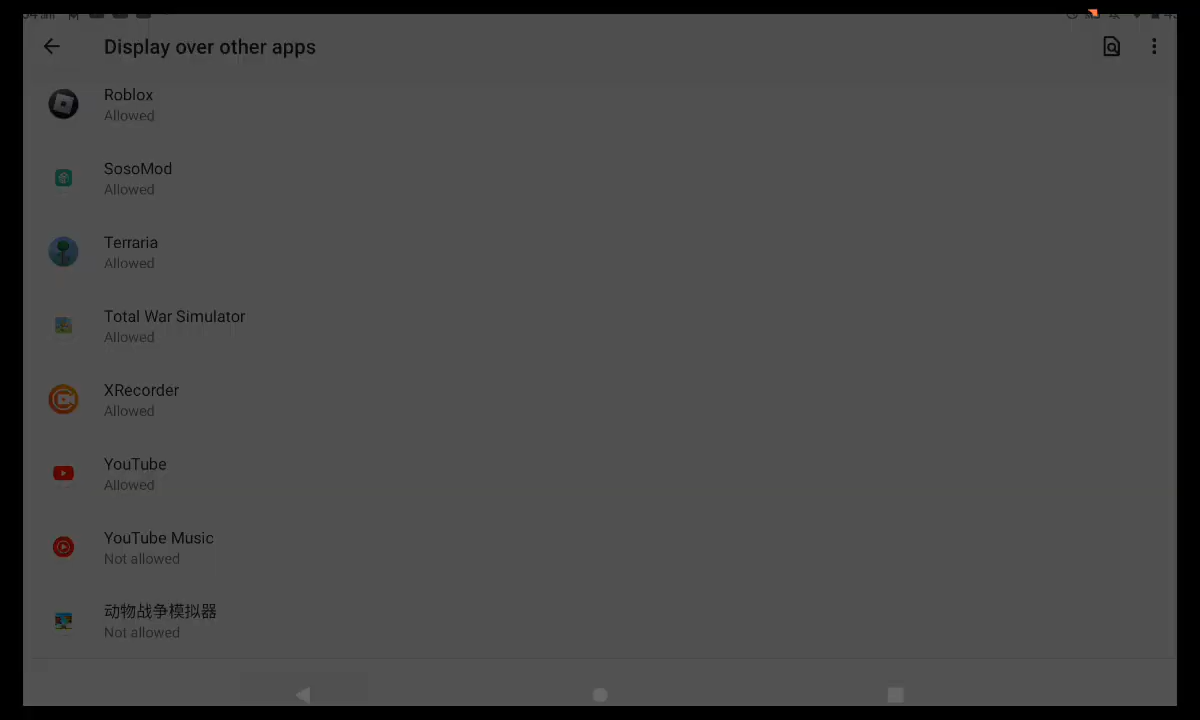 Display over other apps
Roblox
Allowed
SosoMod
Allowed
Terraria
Allowed
Total War Simulator
Allowed
XRecorder
Allowed
YouTube
Allowed
YouTube Music
Not allowed
动物战争模拟器
Not allowed